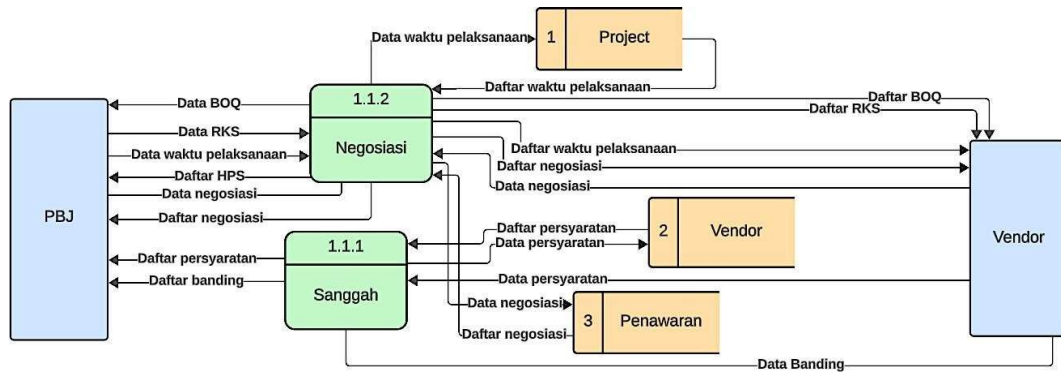 Data waktu pelaksanaan
1 Project
Daftar waktu pelaksanaan
1.1.2
Negosiasi
Data BOQ
Data RKS
Data waktu pelaksanaan
Daftar HPS
Data negosiasi
Daftar negosiasi
PBJ
Daftar BOQ
Daftar RKS
Daftar waktu pelaksanaan
Daftar negosiasi
Data negosiasi
Vendor
1.1.1
Sanggah
Daftar persyaratan
Data persyaratan
2 Vendor
Daftar persyaratan
Daftar banding
Data persyaratan
Data negosiasi
Daftar negosiasi
3 Penawaran
Data Banding